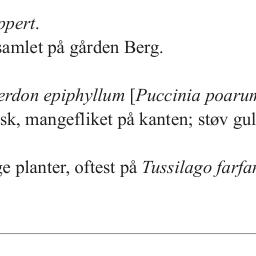 ppert.
samlet på gården Berg.
erdon epiphyllum [Puccinia poarum
sk, mangefliket på kanten; støv gul
ge planter, oftest på Tussilago farfar